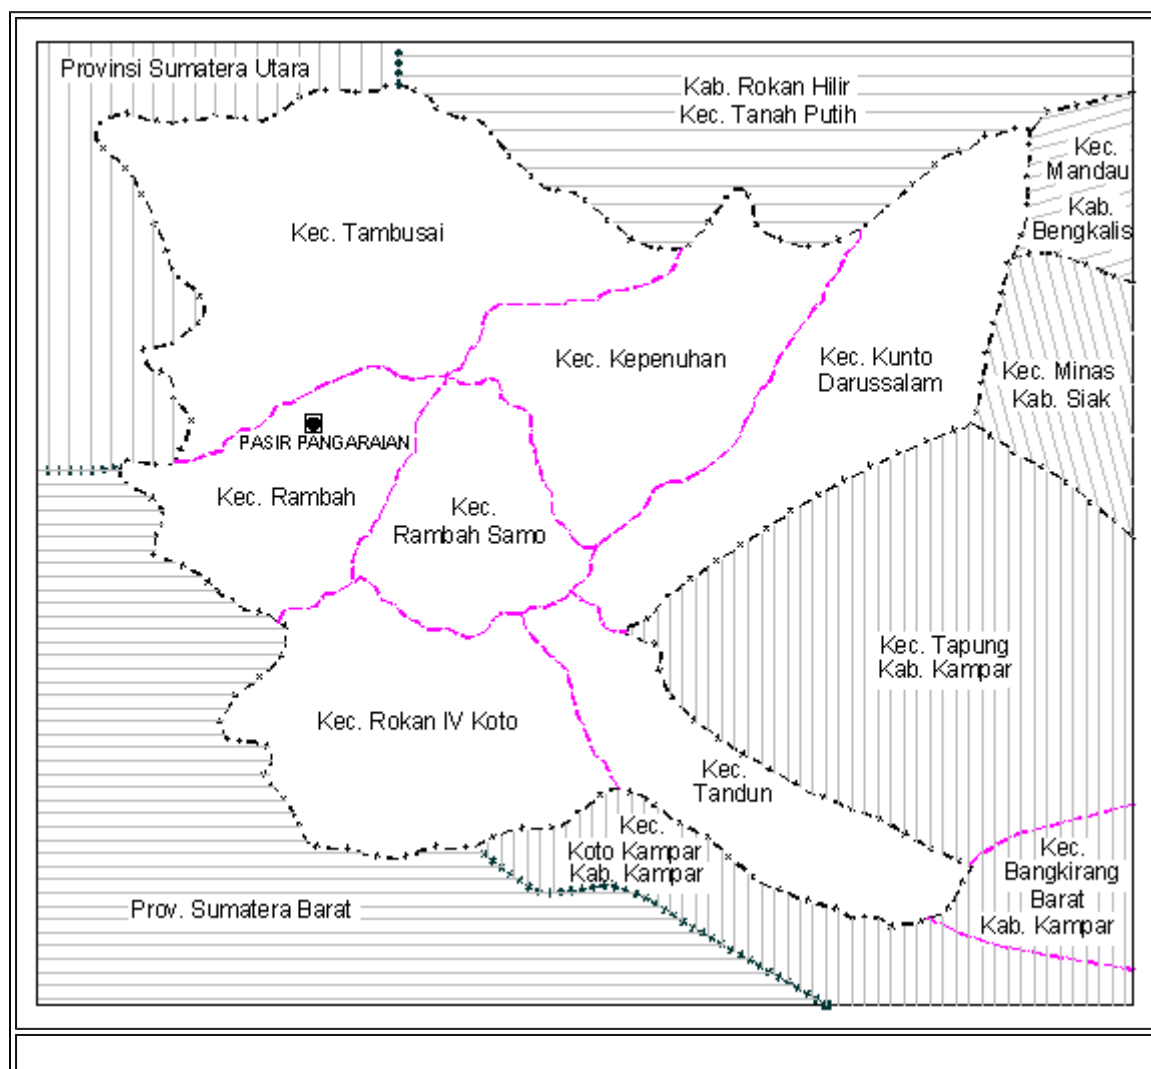 Provinsi Sumatera Utara
Kab. Rokan Hilir
Kec. Tanah Putih
Kec.
Mandau
Kab.
Bengkalis
Kec. Tambusai
Kec. Kepenuhan
Kec. Kunto
Darussalam
Kec. Minas
Kab. Siak
PASIR PANGARAIAN
Kec. Rambah
Kec.
Rambah Samo
Kec. Tapung
Kab. Kampar
Kec. Rokan IV Koto
Kec.
Tandun
Kec.
Koto Kampar
Kab. Kampar
Kec.
Bangkirang
Barat
Kab. Kampar
Prov. Sumatera Barat